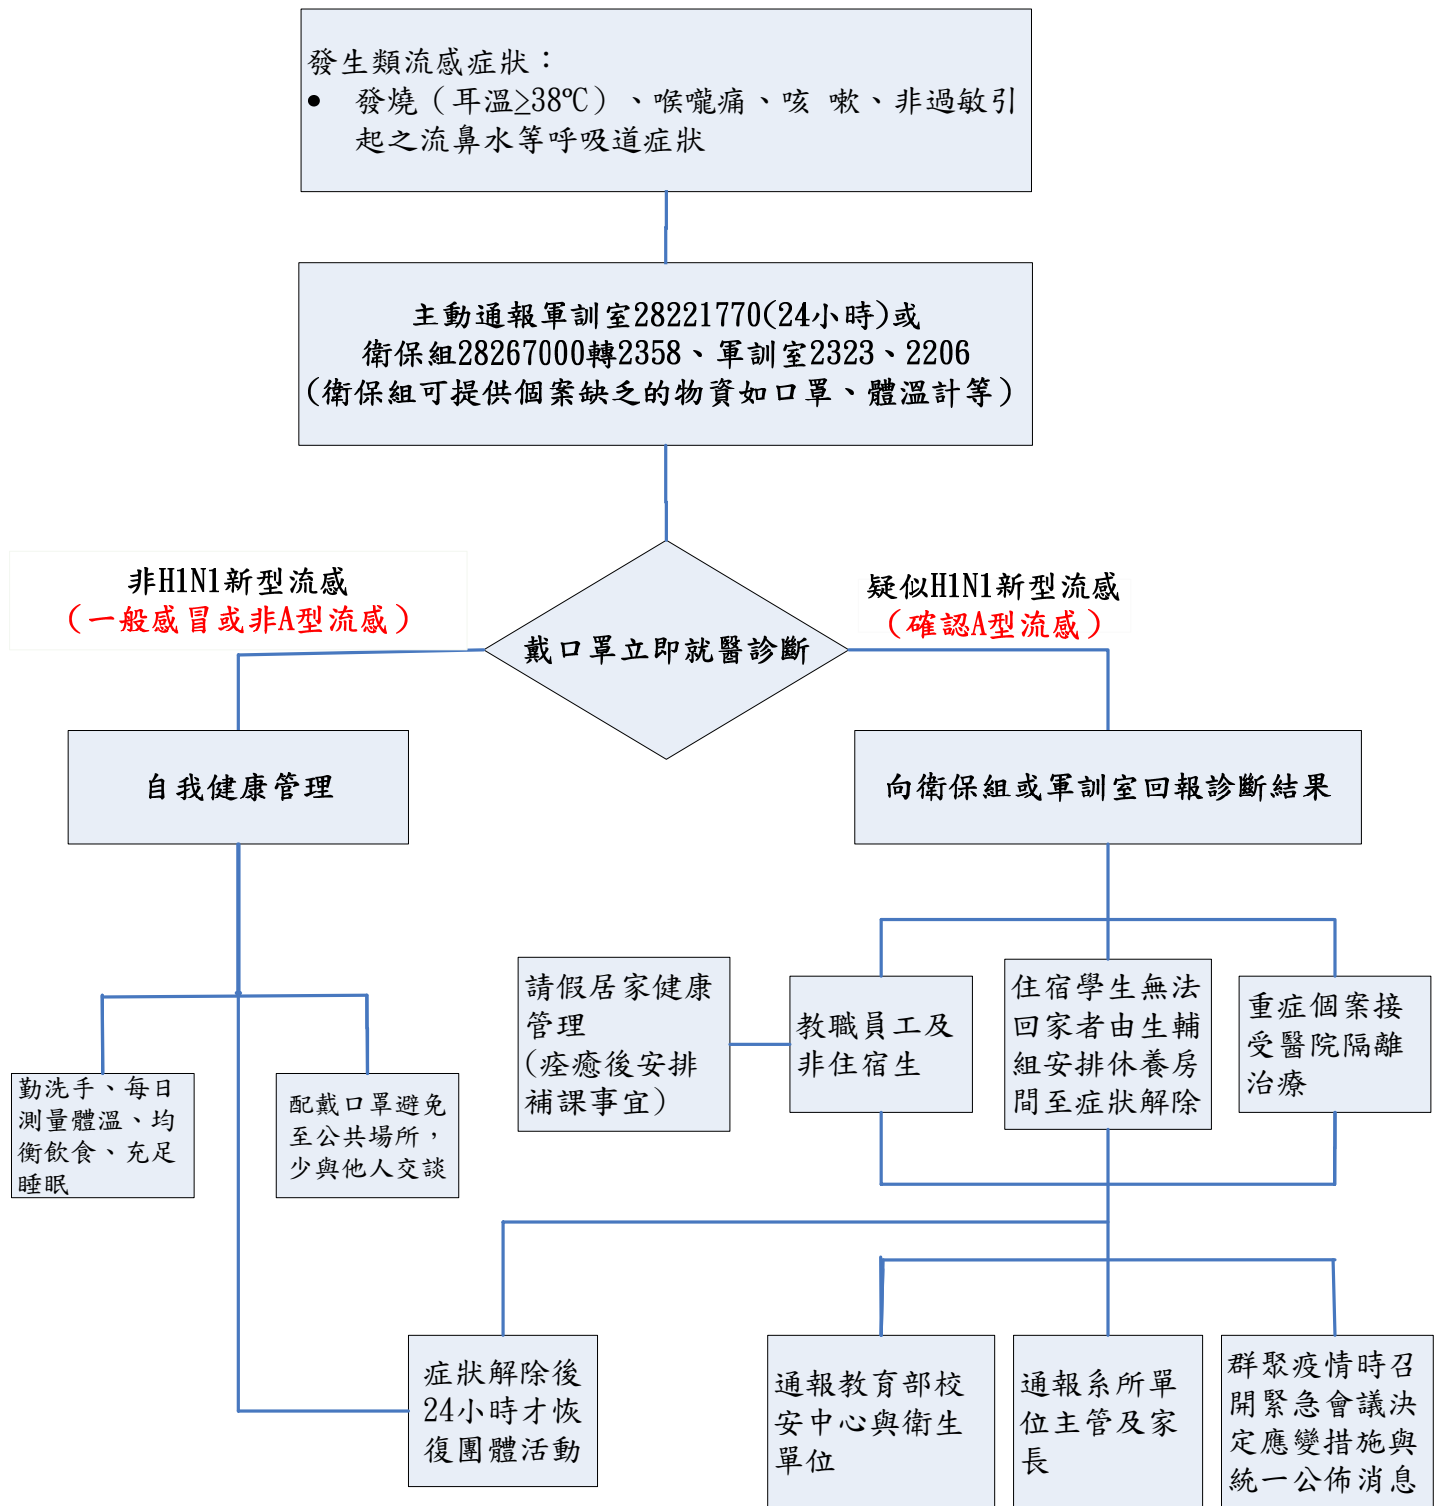 發生類流感症狀：
• 發燒（耳溫≥38℃）、喉嚨痛、咳 嗽、非過敏引
起之流鼻水等呼吸道症狀
主動通報軍訓室28221770(24小時)或
衛保組28267000轉2358、軍訓室2323、2206
(衛保組可提供個案缺乏的物資如口罩、體溫計等)
非H1N1新型流感
（一般感冒或非A型流感）
疑似H1N1新型流感
（確認A型流感）
戴口罩立即就醫診斷
自我健康管理
向衛保組或軍訓室回報診斷結果
請假居家健康
管理
(痊癒後安排
補課事宜)
教職員工及
非住宿生
住宿學生無法
回家者由生輔
組安排休養房
間至症狀解除
重症個案接
受醫院隔離
治療
勤洗手、每日
測量體溫、均
衡飲食、充足
睡眠
配戴口罩避免
至公共場所，
少與他人交談
症狀解除後
24小時才恢
復團體活動
通報教育部校
安中心與衛生
單位
通報系所單
位主管及家
長
群聚疫情時召
開緊急會議決
定應變措施與
統一公佈消息